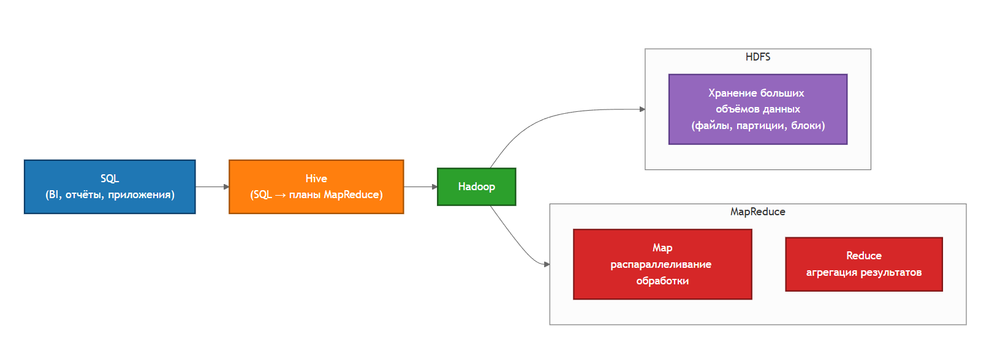 SQL
(BI, отчёты, приложения)
Hive
(SQL → планы MapReduce)
Hadoop
HDFS
Хранение больших
объёмов данных
(файлы, партиции, блоки)
MapReduce
Map
распараллеливание
обработки
Reduce
агрегация результатов